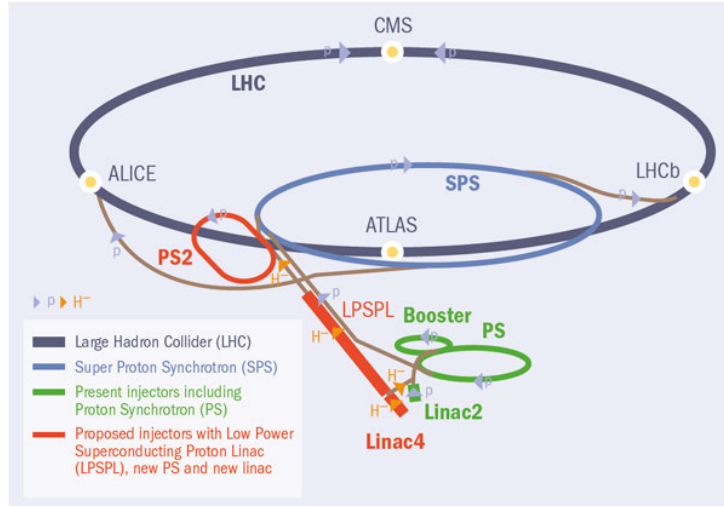 CMS
p
p
LHC
ALICE
LHCb
p
SPS
p
ATLAS
p
p
PS2
H⁻
p
LPSPL
H⁻
Booster
p
PS
p
p H⁻
H⁻
p
H⁻
Linac2
Linac4
Large Hadron Collider (LHC)
Super Proton Synchrotron (SPS)
Present injectors including
Proton Synchrotron (PS)
Proposed injectors with Low Power
Superconducting Proton Linac
(LPSPL), new PS and new linac